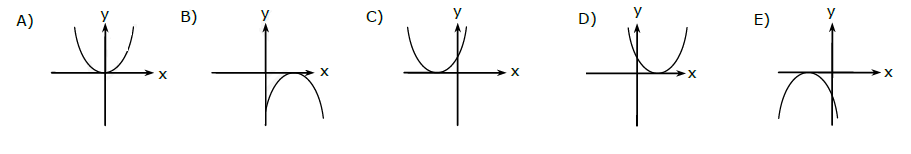 A) y x
B) y x
C) y x
D) y x
E) y x